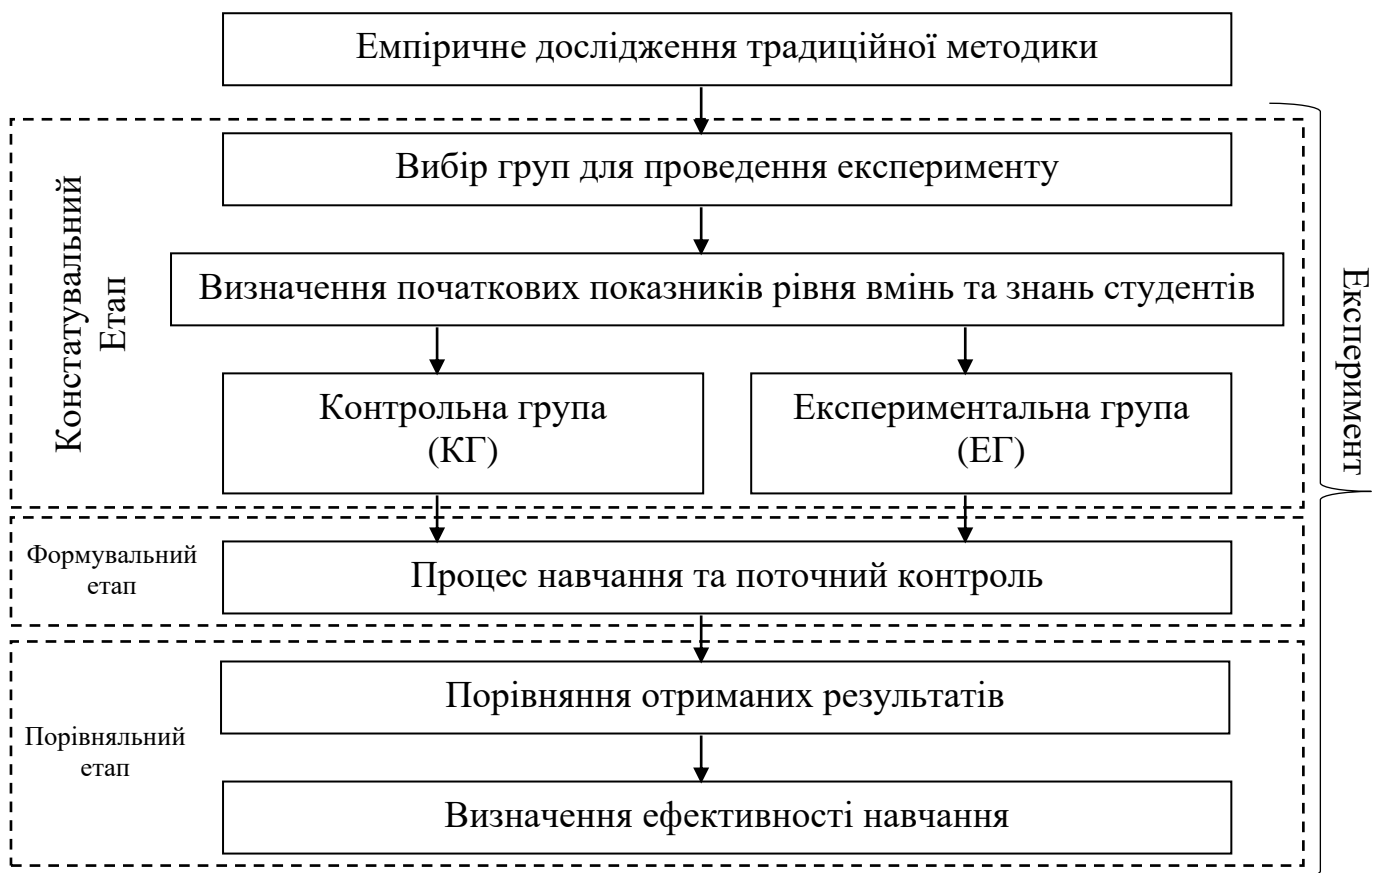 Емпіричне дослідження традиційної методики
Вибір груп для проведення експерименту
Констатувальний
Етап
Визначення початкових показників рівня вмінь та знань студентів
Експеримент
Контрольна група
(КГ)
Експериментальна група
(ЕГ)
Формувальний
етап
Процес навчання та поточний контроль
Порівняння отриманих результатів
Порівняльний
етап
Визначення ефективності навчання